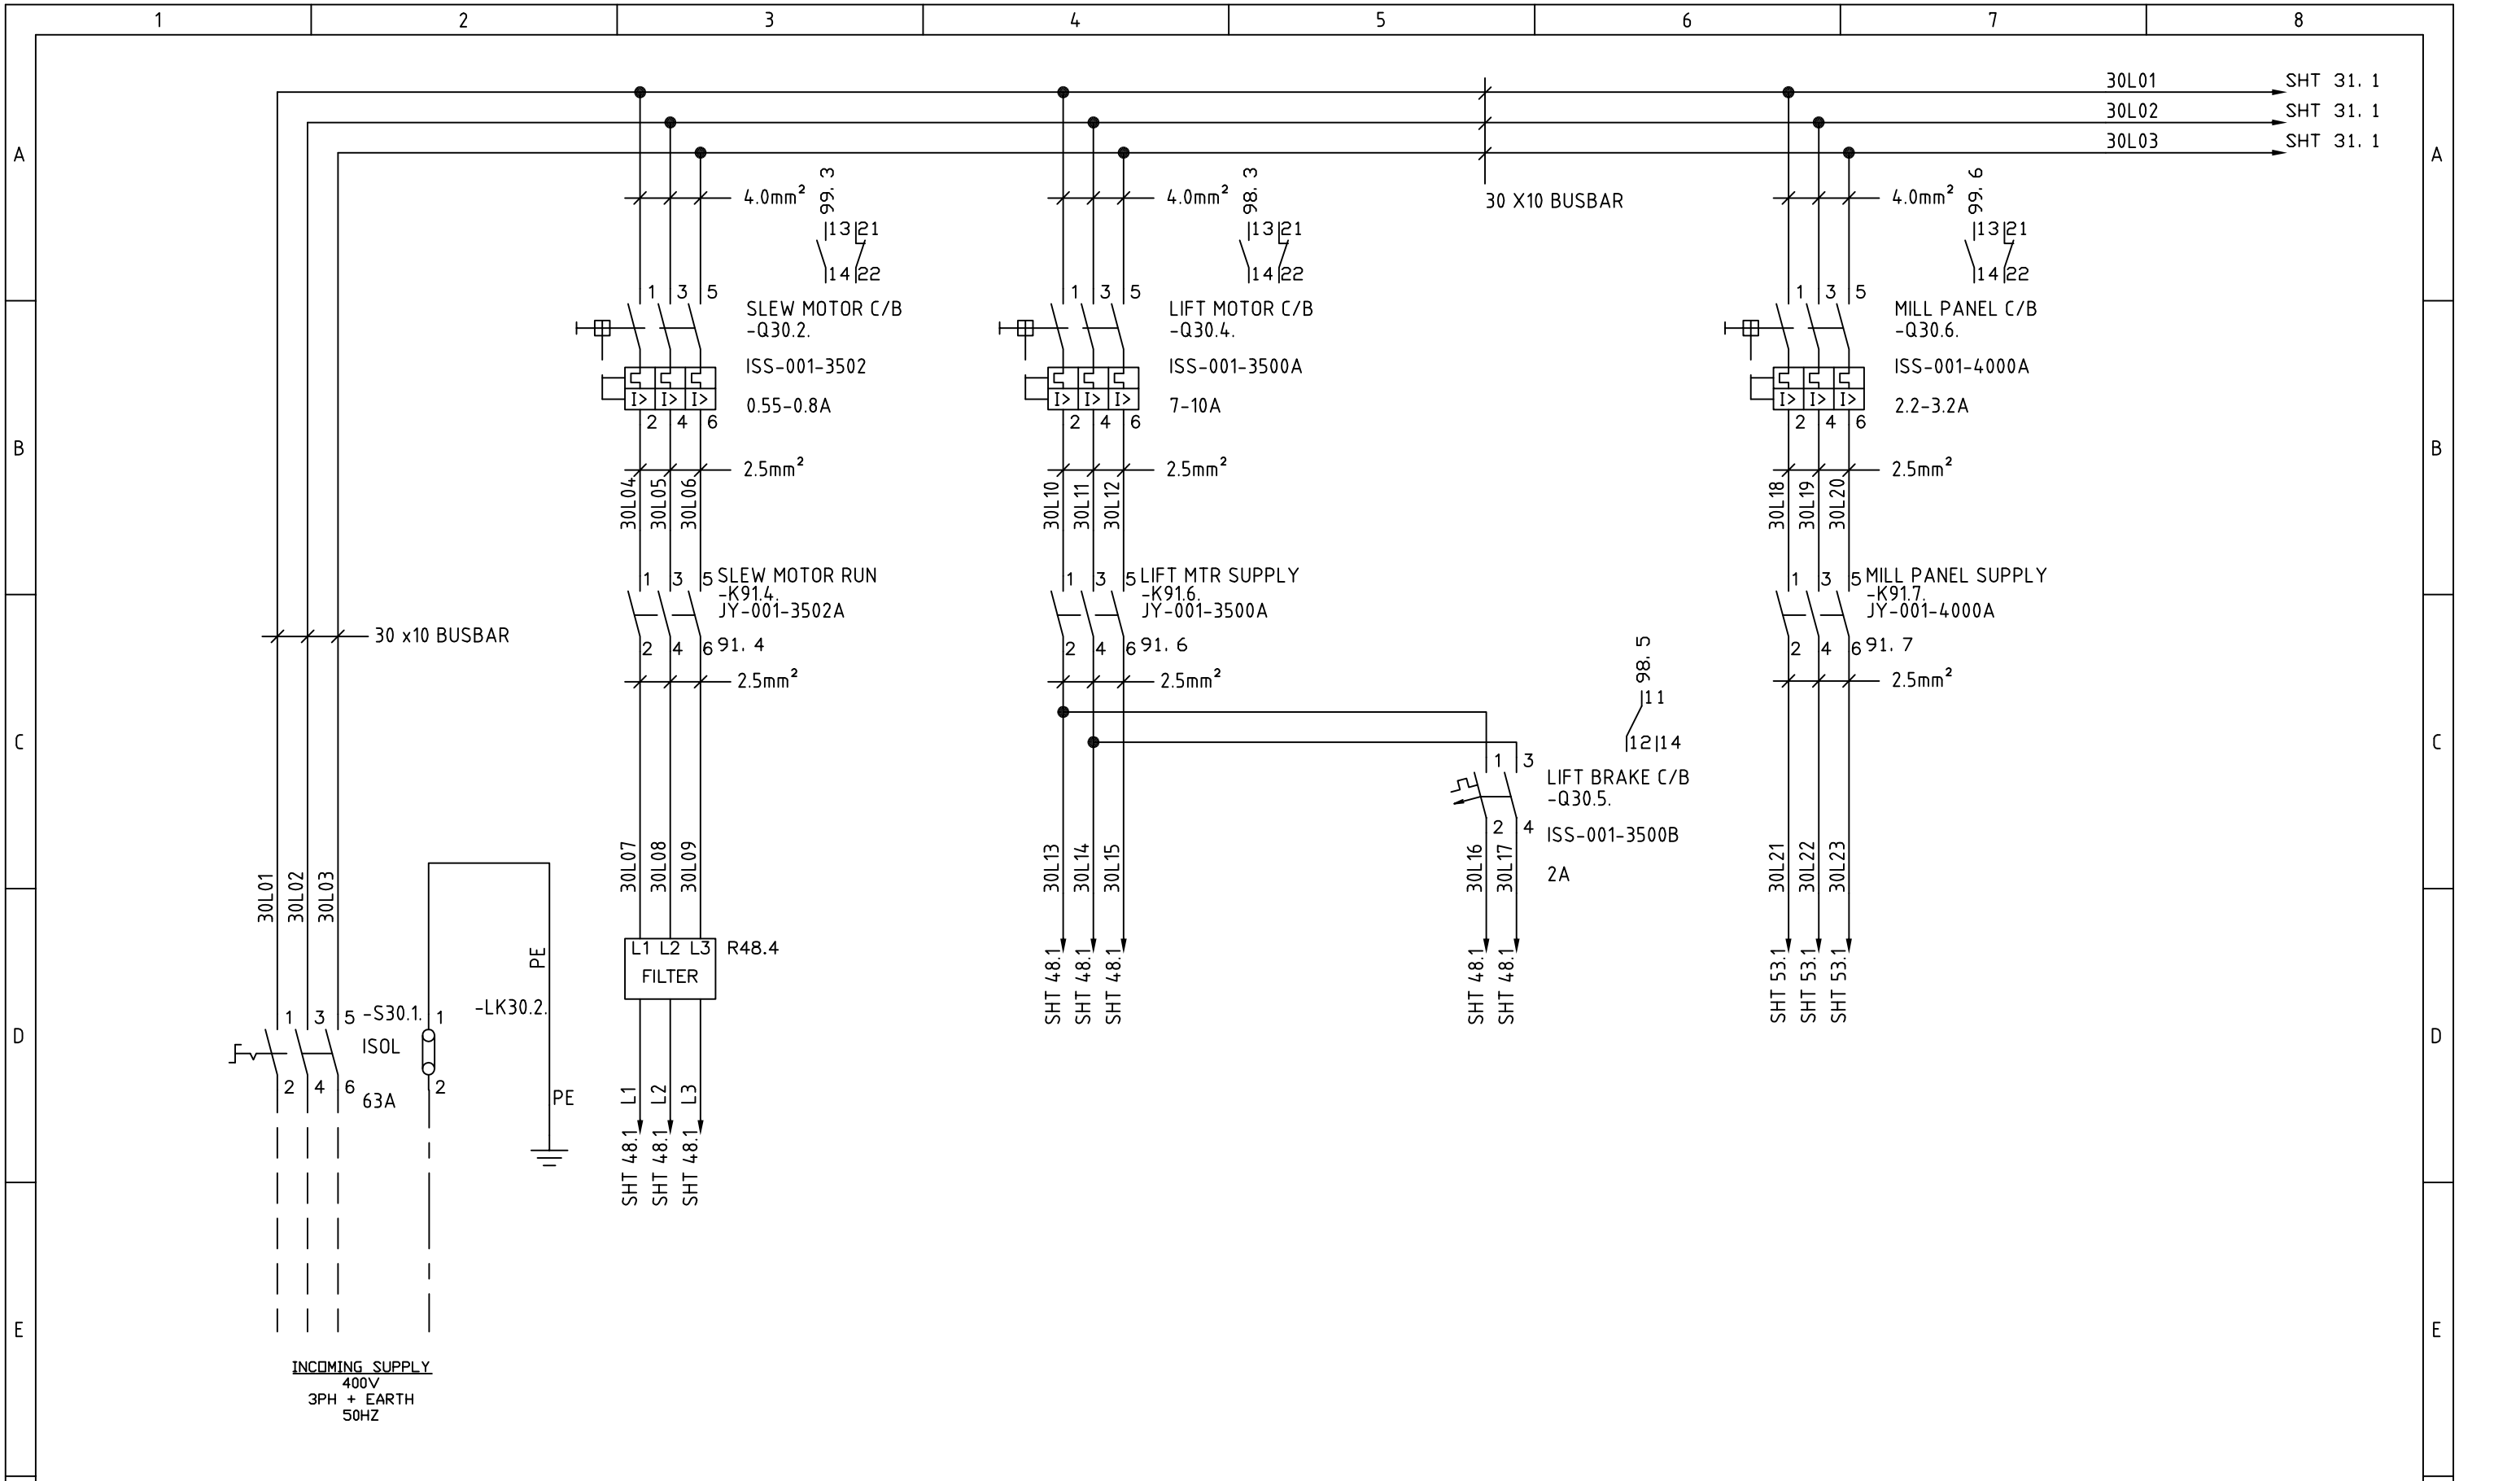 1 2 3 4 5 6 7 8
30L01 SHT 31. 1
30L02 SHT 31. 1
30L03 SHT 31. 1
A A
4.0mm² 99. 3
13 21
14 22
1 3 5
SLEW MOTOR C/B
-Q30.2.
ISS-001-3502
I> I> I>
0.55-0.8A
2 4 6
2.5mm²
30L04 30L05 30L06
1 3 5 SLEW MOTOR RUN
-K91.4.
JY-001-3502A
2 4 6 91. 4
2.5mm²
30L07 30L08 30L09
L1 L2 L3 R48.4
FILTER
L1 L2 L3
SHT 48.1 SHT 48.1 SHT 48.1
4.0mm² 98. 3
13 21
14 22
1 3 5
LIFT MOTOR C/B
-Q30.4.
ISS-001-3500A
I> I> I>
7-10A
2 4 6
2.5mm²
30L10 30L11 30L12
1 3 5 LIFT MTR SUPPLY
-K91.6.
JY-001-3500A
2 4 6 91. 6
2.5mm²
30L13 30L14 30L15
SHT 48.1 SHT 48.1 SHT 48.1
30 X10 BUSBAR
98. 5
11
12 14
1 3
LIFT BRAKE C/B
-Q30.5.
2 4
ISS-001-3500B
2A
30L16 30L17
SHT 48.1 SHT 48.1
4.0mm² 99. 6
13 21
14 22
1 3 5
MILL PANEL C/B
-Q30.6.
ISS-001-4000A
I> I> I>
2.2-3.2A
2 4 6
2.5mm²
30L18 30L19 30L20
1 3 5 MILL PANEL SUPPLY
-K91.7.
JY-001-4000A
2 4 6 91. 7
2.5mm²
30L21 30L22 30L23
SHT 53.1 SHT 53.1 SHT 53.1
B B
C C
30 x10 BUSBAR
30L01 30L02 30L03
PE
-LK30.2.
1 3 5 -S30.1. 1
ISOL
2 4 6 2
63A
PE
D D
E E
INCOMING SUPPLY
400V
3PH + EARTH
50HZ